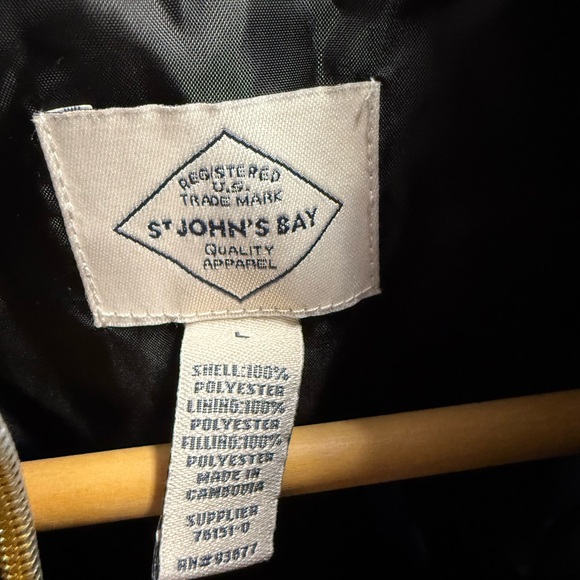 REGISTERED
U.S.
TRADE MARK
ST JOHN'S BAY
QUALITY
APPAREL
L
SHELL:100%
POLYESTER
LINING:100%
POLYESTER
FILLING:100%
POLYESTER
MADE IN
CAMBODIA
SUPPLIER
76151-0
RN#93677